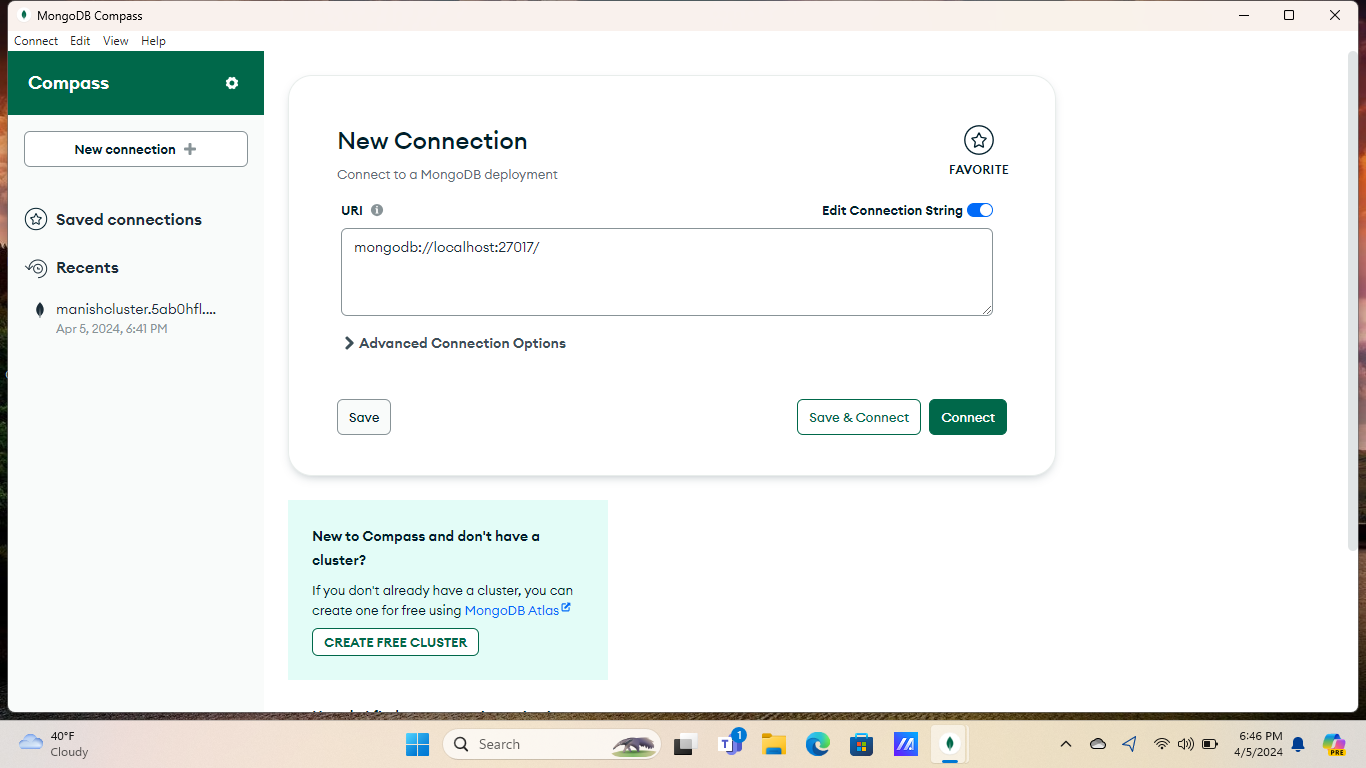 MongoDB Compass
Connect Edit View Help
Compass
New connection
Saved connections
Recents
manishcluster.5ab0hfl....
Apr 5, 2024, 6:41 PM
New Connection
Connect to a MongoDB deployment
FAVORITE
URI
Edit Connection String
mongodb://localhost:27017/
Advanced Connection Options
Save
Save & Connect
Connect
New to Compass and don't have a
cluster?
If you don't already have a cluster, you can
create one for free using MongoDB Atlas
CREATE FREE CLUSTER
40°F
Cloudy
Search
1
6:46 PM
4/5/2024
PRE